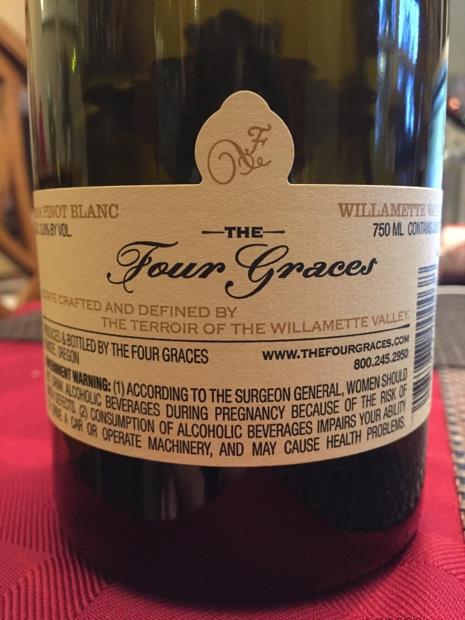 F
PINOT BLANC
WILLAMETTE
BY VOL.
750 ML CONTAINS
THE
Four Graces
CRAFTED AND DEFINED BY
THE TERROIR OF THE WILLAMETTE VALLEY.
& BOTTLED BY THE FOUR GRACES
WWW.THEFOURGRACES.COM
OREGON
800.245.2950
WARNING: (1) ACCORDING TO THE SURGEON GENERAL, WOMEN SHOULD
DRINK ALCOHOLIC BEVERAGES DURING PREGNANCY BECAUSE OF THE RISK OF
DEFECTS. (2) CONSUMPTION OF ALCOHOLIC BEVERAGES IMPAIRS YOUR ABILITY
A CAR OR OPERATE MACHINERY, AND MAY CAUSE HEALTH PROBLEMS.